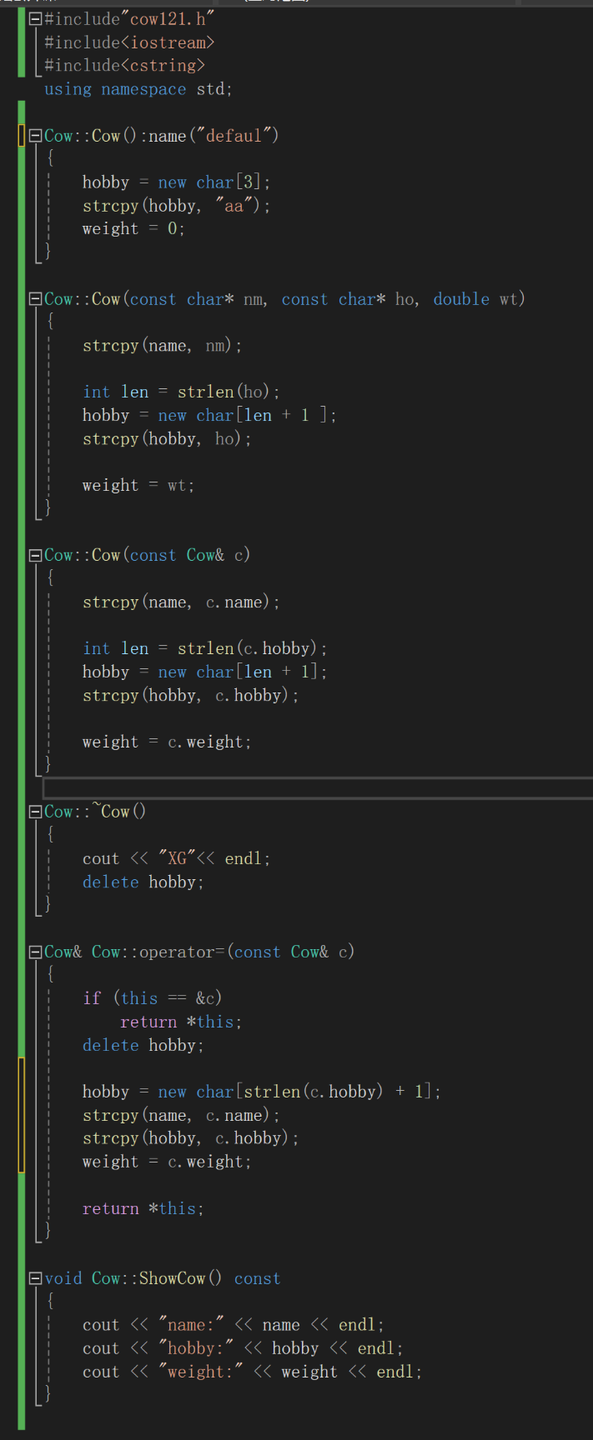 #include"cow121.h"
#include<iostream>
#include<cstring>
using namespace std;
Cow::Cow():name("defaul")
{
hobby = new char[3];
strcpy(hobby, "aa");
weight = 0;
}
Cow::Cow(const char* nm, const char* ho, double wt)
{
strcpy(name, nm);
int len = strlen(ho);
hobby = new char[len + 1 ];
strcpy(hobby, ho);
weight = wt;
}
Cow::Cow(const Cow& c)
{
strcpy(name, c.name);
int len = strlen(c.hobby);
hobby = new char[len + 1];
strcpy(hobby, c.hobby);
weight = c.weight;
}
Cow::~Cow()
{
cout << "XG"<< endl;
delete hobby;
}
Cow& Cow::operator=(const Cow& c)
{
if (this == &c)
return *this;
delete hobby;
hobby = new char[strlen(c.hobby) + 1];
strcpy(name, c.name);
strcpy(hobby, c.hobby);
weight = c.weight;
return *this;
}
void Cow::ShowCow() const
{
cout << "name:" << name << endl;
cout << "hobby:" << hobby << endl;
cout << "weight:" << weight << endl;
}